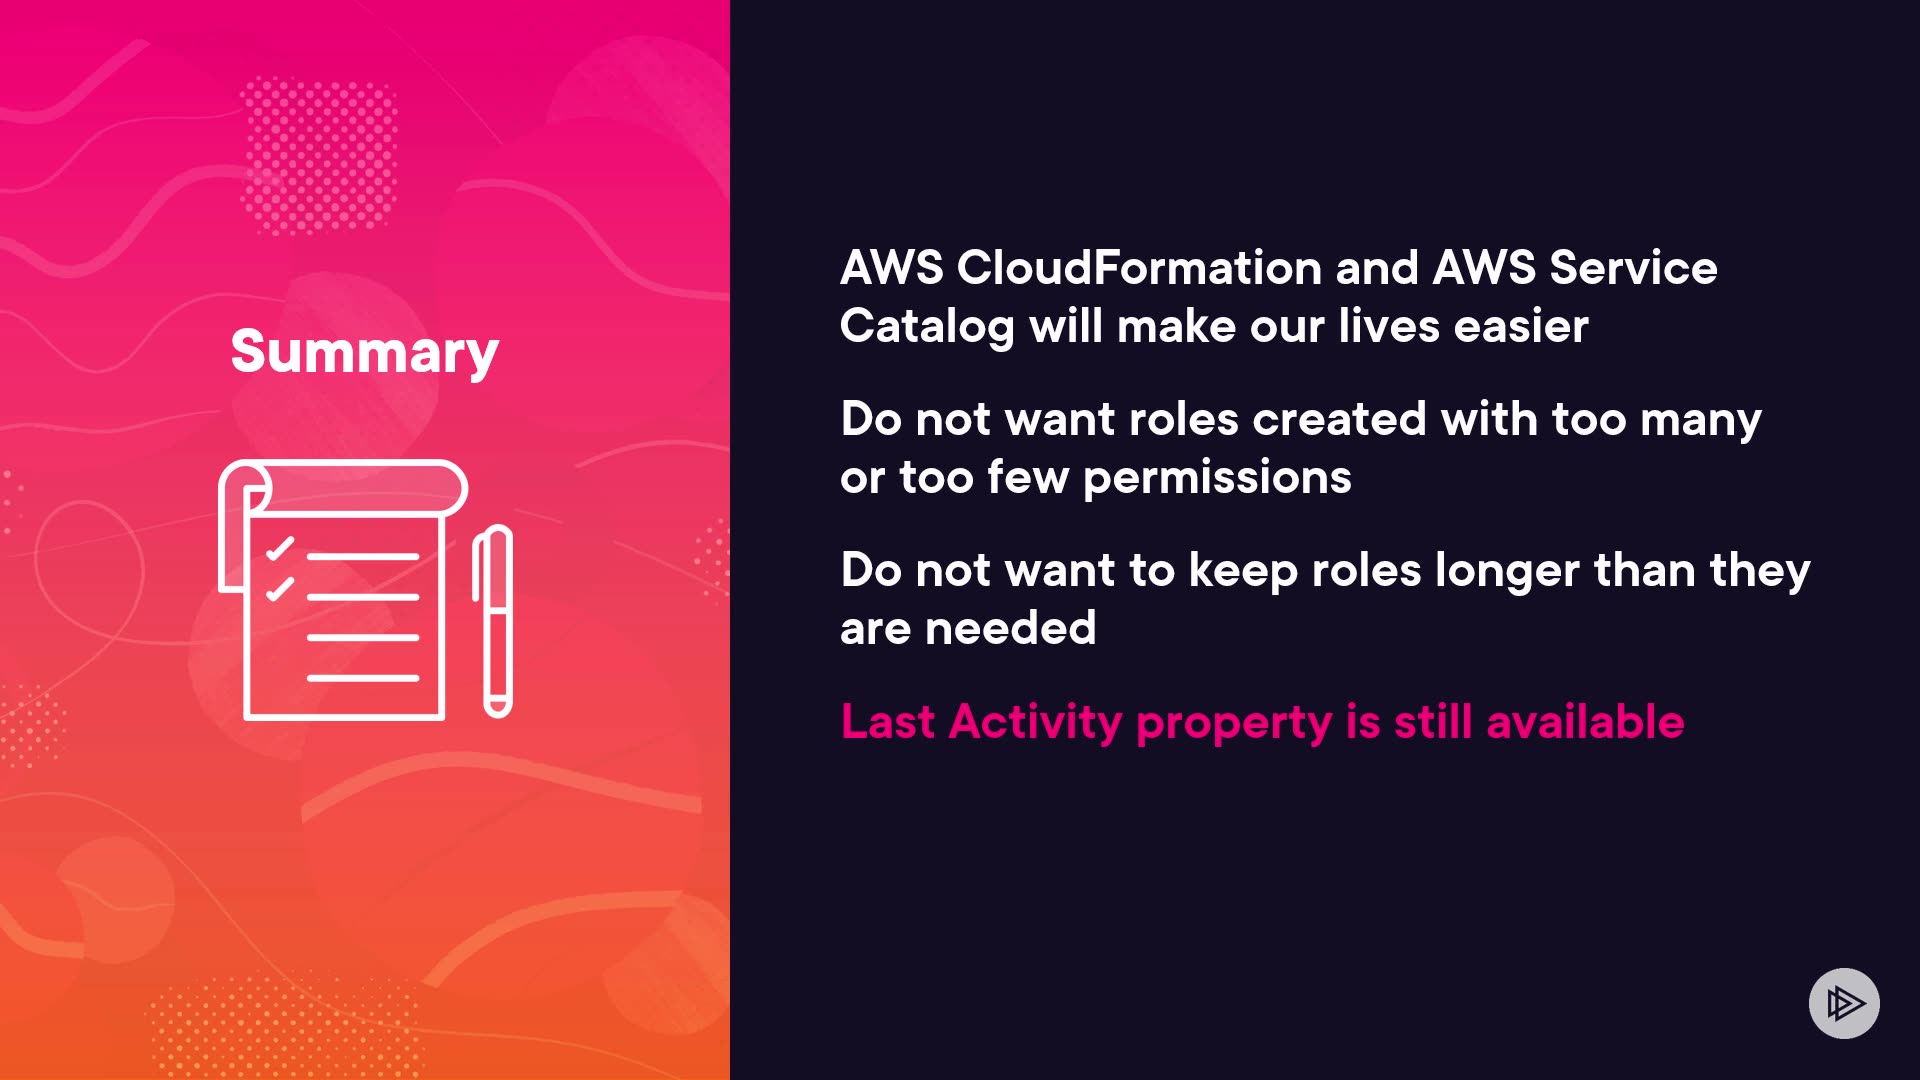 Summary
AWS CloudFormation and AWS Service
Catalog will make our lives easier
Do not want roles created with too many
or too few permissions
Do not want to keep roles longer than they
are needed
Last Activity property is still available